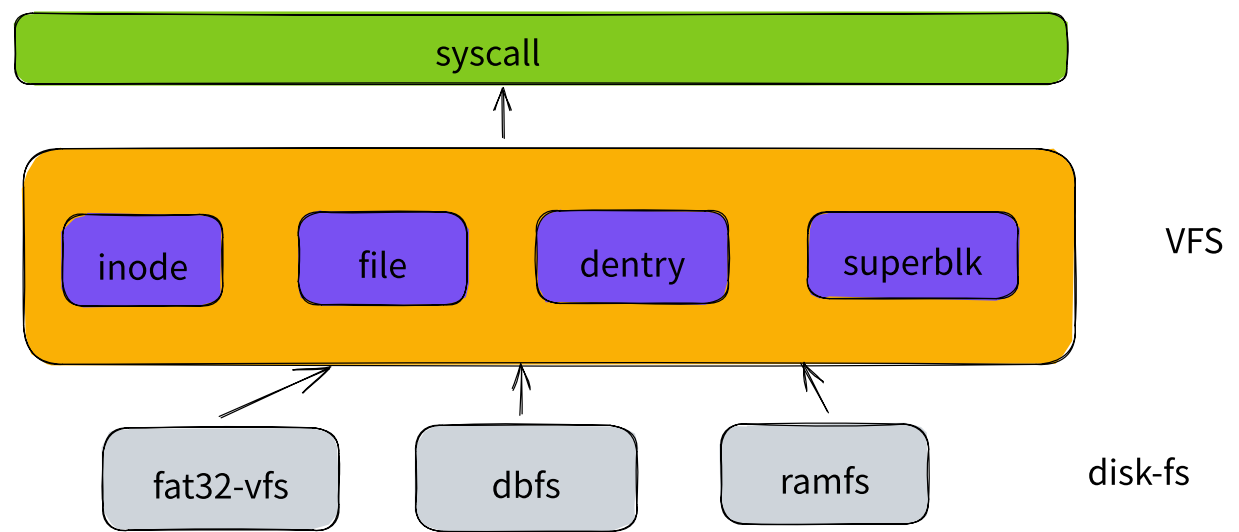 syscall
inode
file
dentry
superblk
VFS
fat32-vfs
dbfs
ramfs
disk-fs